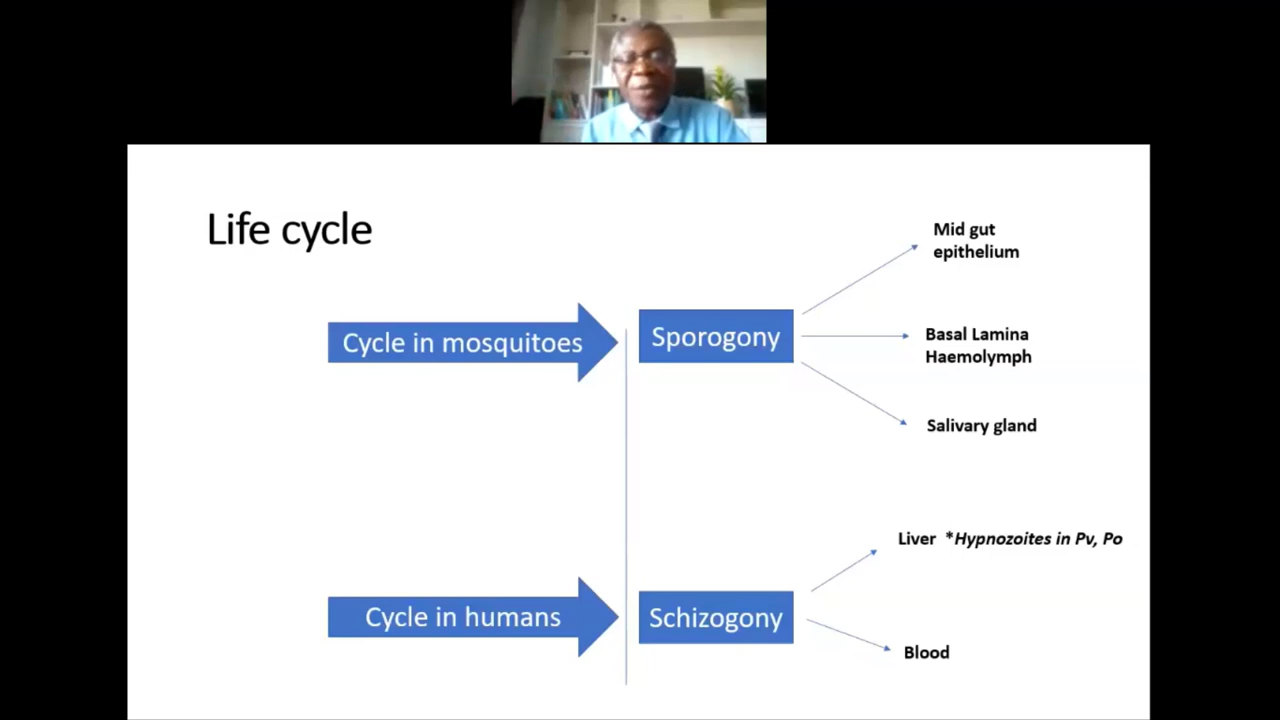 Life cycle
Mid gut
epithelium
Cycle in mosquitoes
Sporogony
Basal Lamina
Haemolymph
Salivary gland
Liver *Hypnozoites in Pv, Po
Cycle in humans
Schizogony
Blood